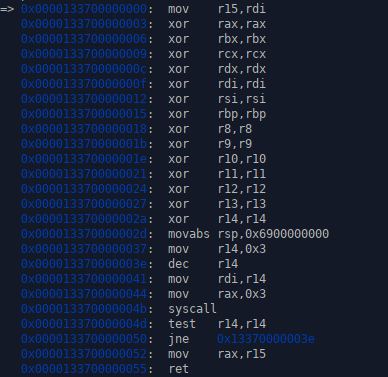 => 0x0000133700000000: mov r15,rdi
0x0000133700000003: xor rax,rax
0x0000133700000006: xor rbx,rbx
0x0000133700000009: xor rcx,rcx
0x000013370000000c: xor rdx,rdx
0x000013370000000f: xor rdi,rdi
0x0000133700000012: xor rsi,rsi
0x0000133700000015: xor rbp,rbp
0x0000133700000018: xor r8,r8
0x000013370000001b: xor r9,r9
0x000013370000001e: xor r10,r10
0x0000133700000021: xor r11,r11
0x0000133700000024: xor r12,r12
0x0000133700000027: xor r13,r13
0x000013370000002a: xor r14,r14
0x000013370000002d: movabs rsp,0x6900000000
0x0000133700000037: mov r14,0x3
0x000013370000003e: dec r14
0x0000133700000041: mov rdi,r14
0x0000133700000044: mov rax,0x3
0x000013370000004b: syscall
0x000013370000004d: test r14,r14
0x0000133700000050: jne 0x13370000003e
0x0000133700000052: mov rax,r15
0x0000133700000055: ret